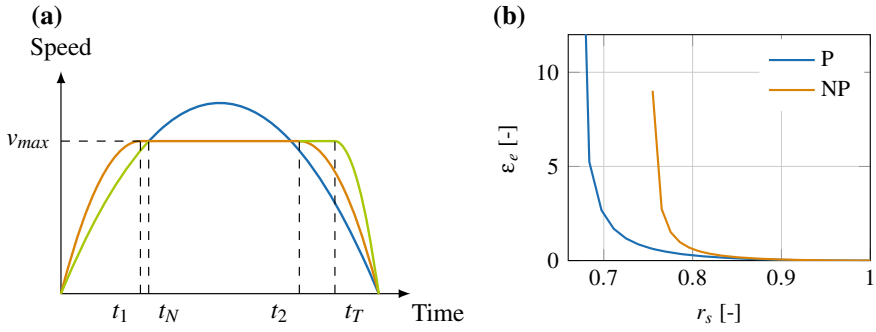 (a)
Speed
v_max
t_1 t_N t_2 t_T Time
(b)
P
NP
10
5
0
ε_e [-]
0.7 0.8 0.9 1
r_s [-]